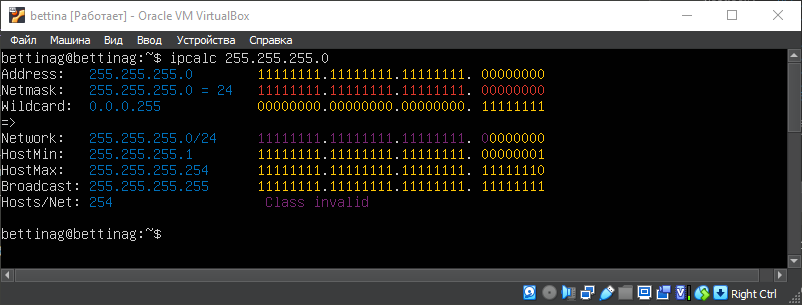 bettina [Работает] - Oracle VM VirtualBox
Файл Машина Вид Ввод Устройства Справка
bettinag@bettinag:~$ ipcalc 255.255.255.0
Address: 255.255.255.0 11111111.11111111.11111111. 00000000
Netmask: 255.255.255.0 = 24 11111111.11111111.11111111. 00000000
Wildcard: 0.0.0.255 00000000.00000000.00000000. 11111111
=>
Network: 255.255.255.0/24 11111111.11111111.11111111. 00000000
HostMin: 255.255.255.1 11111111.11111111.11111111. 00000001
HostMax: 255.255.255.254 11111111.11111111.11111111. 11111110
Broadcast: 255.255.255.255 11111111.11111111.11111111. 11111111
Hosts/Net: 254 Class invalid
bettinag@bettinag:~$
Right Ctrl